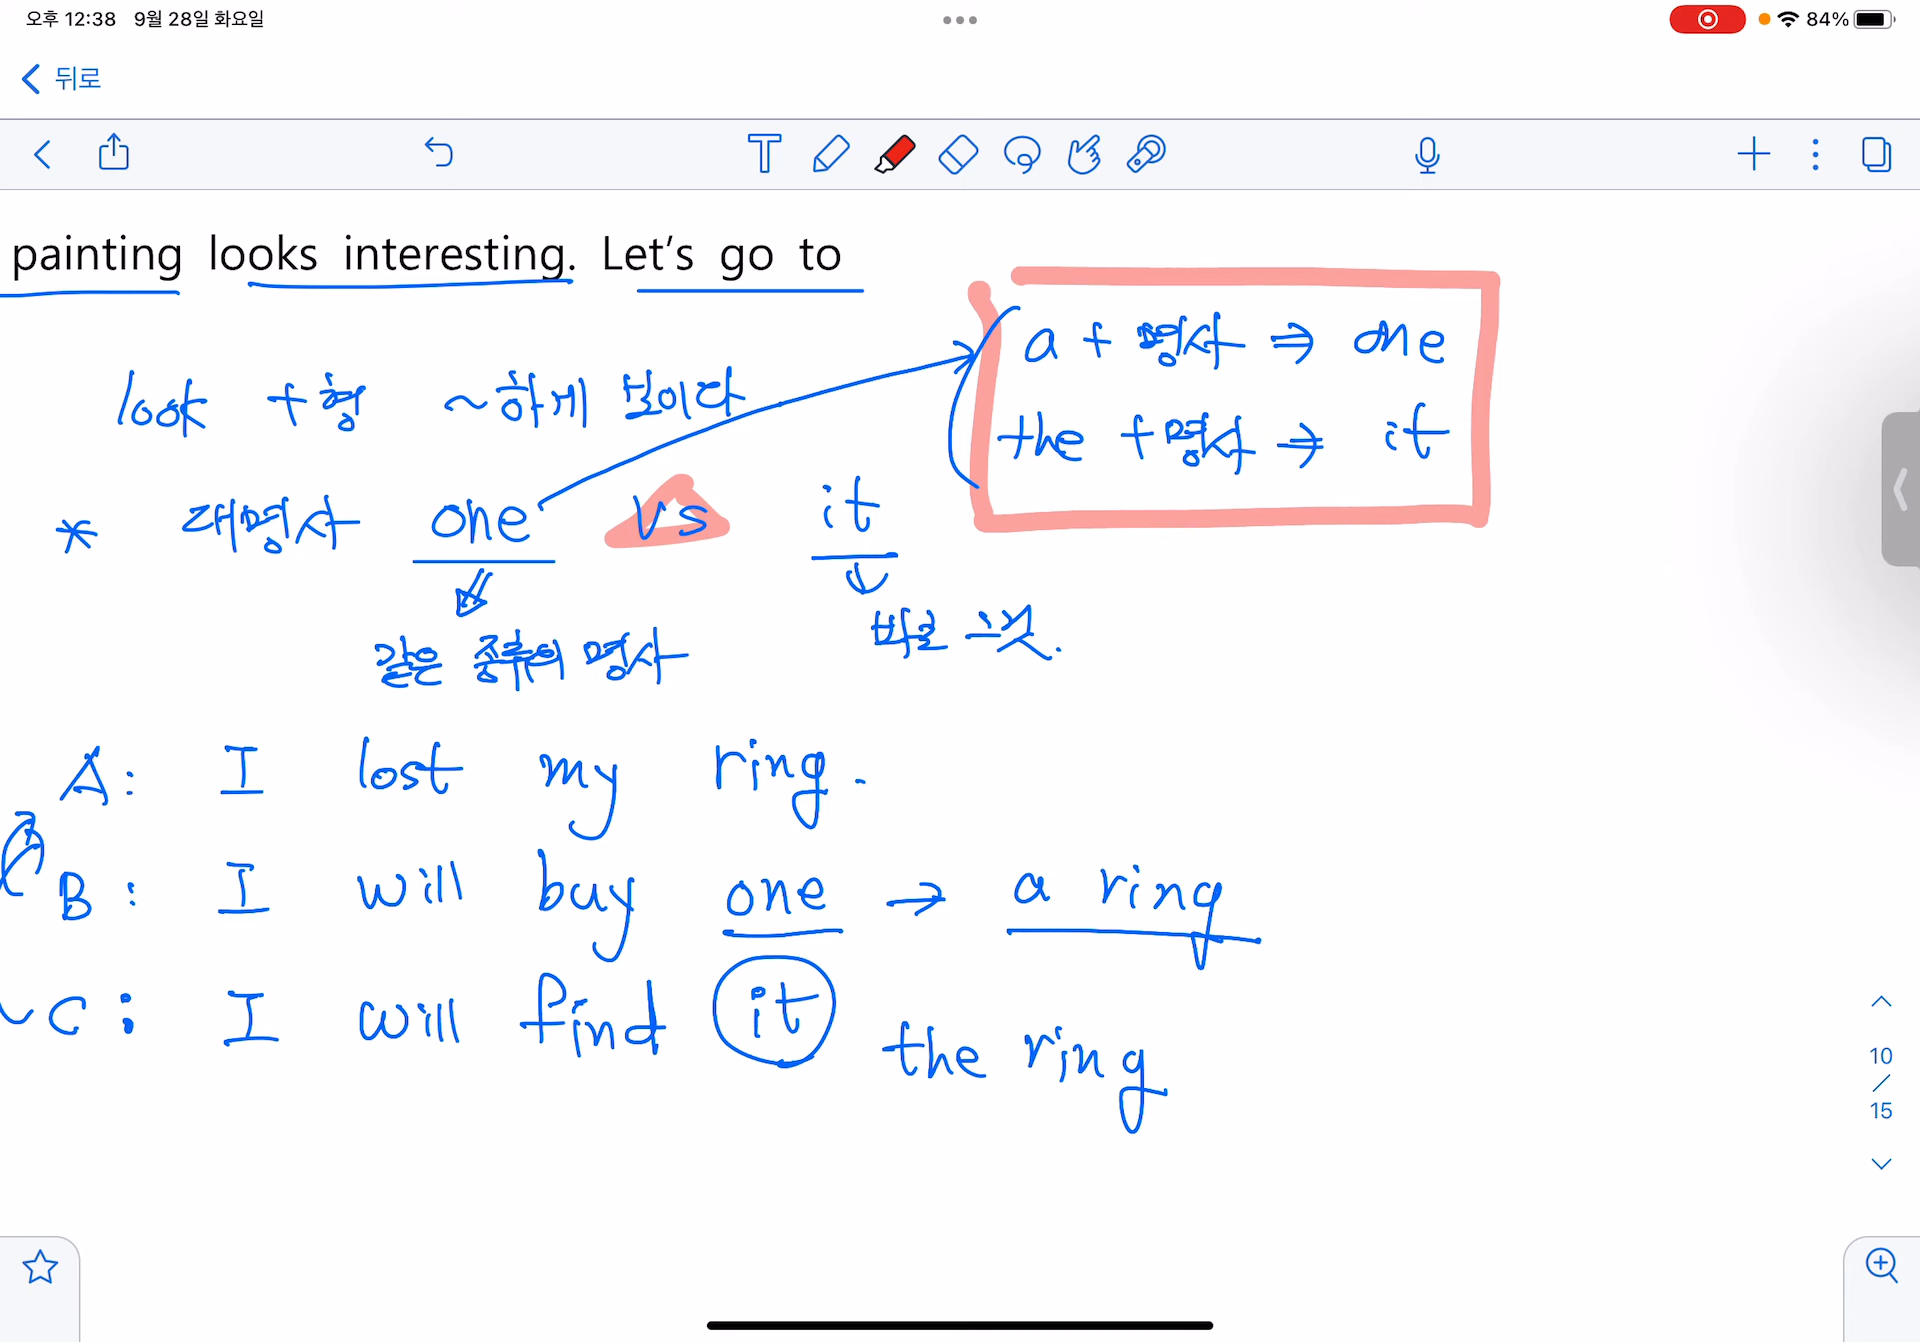 오후 12:38 9월 28일 화요일
84%
뒤로
painting looks interesting. Let's go to
a + 명사 ⇒ one
look + 형 ~하게 보이다
the + 명사 ⇒ it
* 대명사 one vs it
같은 종류의 명사
바로 그것.
A: I lost my ring.
B: I will buy one → a ring
C: I will find it the ring
10
/
15